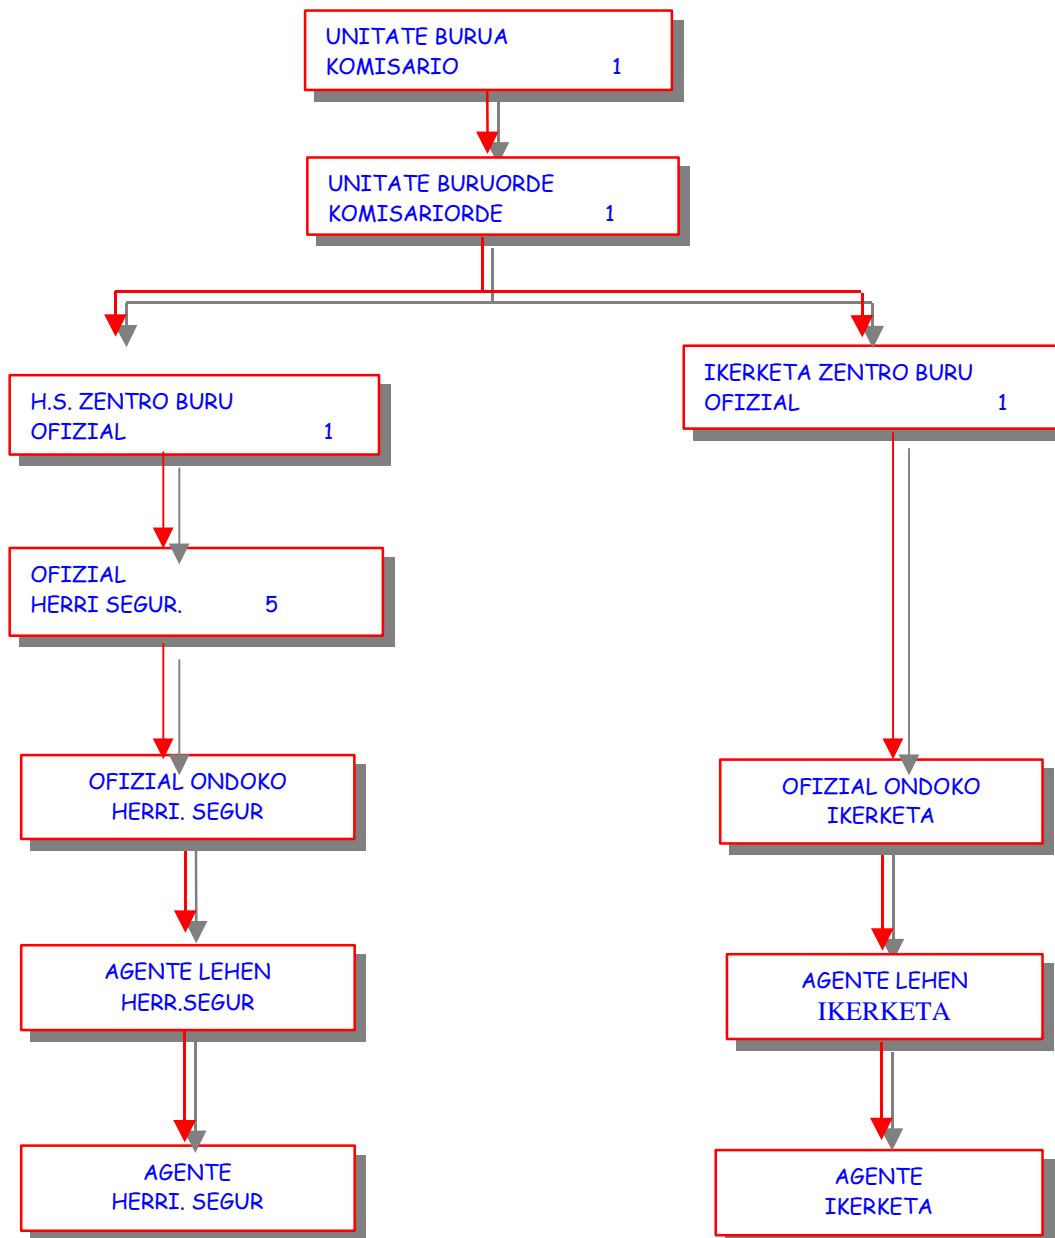 UNITATE BURUA
KOMISARIO 1
UNITATE BURUORDE
KOMISARIORDE 1
H.S. ZENTRO BURU
OFIZIAL 1
IKERKETA ZENTRO BURU
OFIZIAL 1
OFIZIAL
HERRI SEGUR. 5
OFIZIAL ONDOKO
HERRI. SEGUR
OFIZIAL ONDOKO
IKERKETA
AGENTE LEHEN
HERR.SEGUR
AGENTE LEHEN
IKERKETA
AGENTE
HERRI. SEGUR
AGENTE
IKERKETA